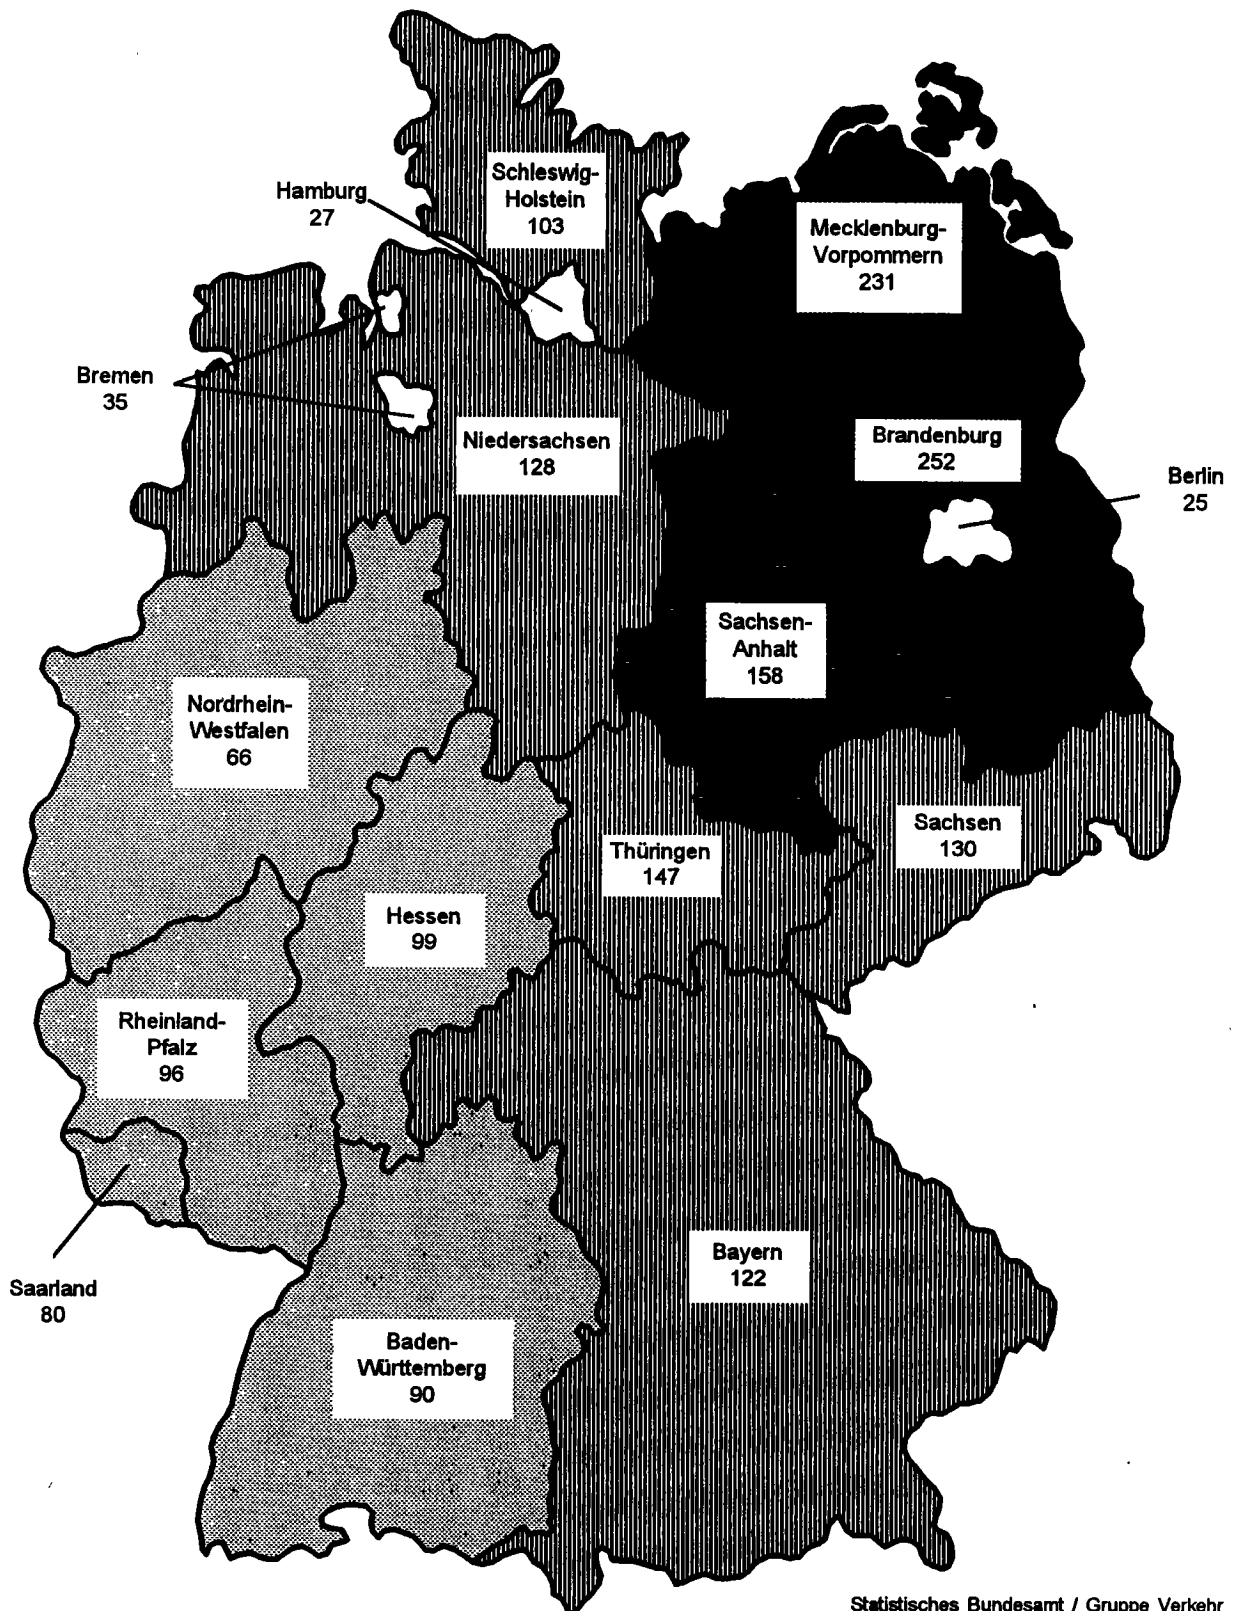 Schleswig-
Holstein
103
Hamburg
27
Mecklenburg-
Vorpommern
231
Bremen
35
Niedersachsen
128
Brandenburg
252
Berlin
25
Sachsen-
Anhalt
158
Nordrhein-
Westfalen
66
Sachsen
130
Thüringen
147
Hessen
99
Rheinland-
Pfalz
96
Bayern
122
Saarland
80
Baden-
Württemberg
90
Statistisches Bundesamt / Gruppe Verkehr